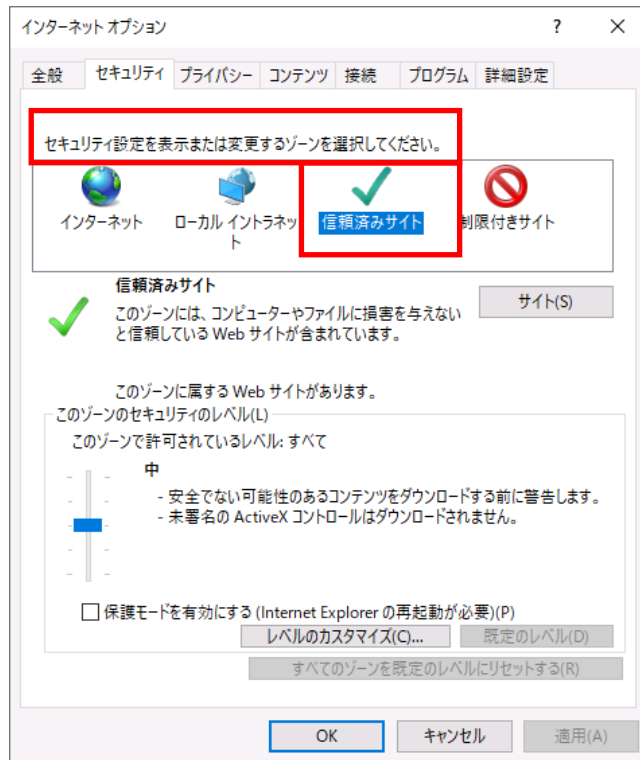 インターネット オプション
?
×
全般
セキュリティ
プライバシー
コンテンツ
接続
プログラム
詳細設定
セキュリティ設定を表示または変更するゾーンを選択してください。
インターネット
ローカル イントラネッ
ト
信頼済みサイト
制限付きサイト
信頼済みサイト
このゾーンには、コンピューターやファイルに損害を与えない
と信頼している Web サイトが含まれています。
サイト(S)
このゾーンに属する Web サイトがあります。
このゾーンのセキュリティのレベル(L)
このゾーンで許可されているレベル: すべて
中
- 安全でない可能性のあるコンテンツをダウンロードする前に警告します。
- 未署名の ActiveX コントロールはダウンロードされません。
保護モードを有効にする (Internet Explorer の再起動が必要)(P)
レベルのカスタマイズ(C)...
既定のレベル(D)
すべてのゾーンを既定のレベルにリセットする(R)
OK
キャンセル
適用(A)